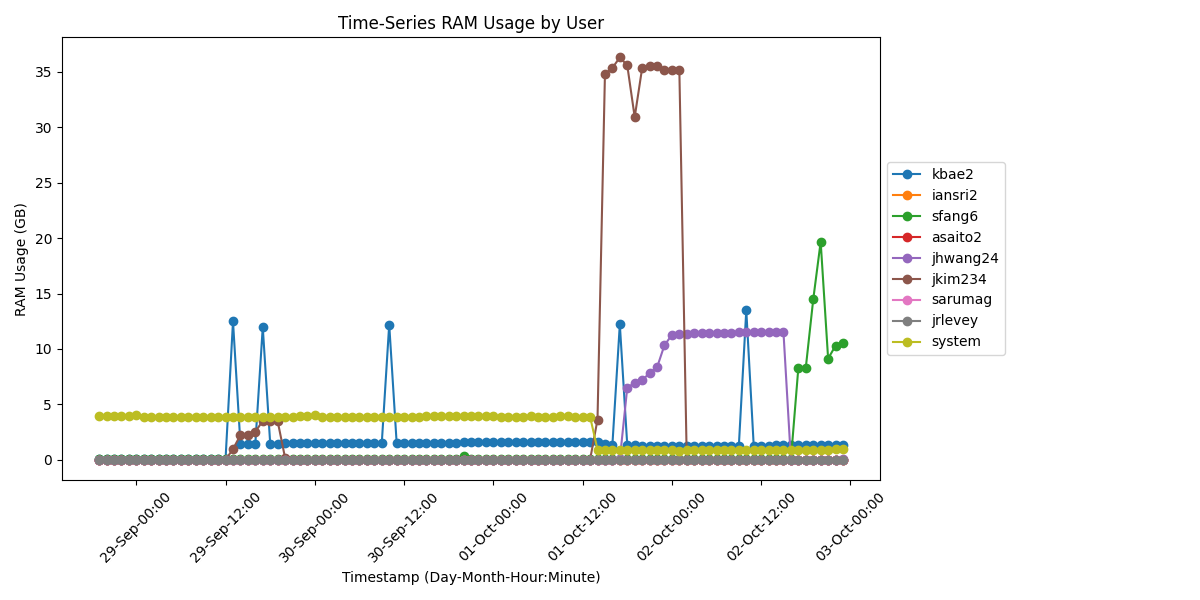 Time-Series RAM Usage by User
RAM Usage (GB)
35
30
25
20
15
10
5
0
29-Sep-00:00
29-Sep-12:00
30-Sep-00:00
30-Sep-12:00
01-Oct-00:00
01-Oct-12:00
02-Oct-00:00
02-Oct-12:00
03-Oct-00:00
Timestamp (Day-Month-Hour:Minute)
kbae2
iansri2
sfang6
asaito2
jhwang24
jkim234
sarumag
jrlevey
system